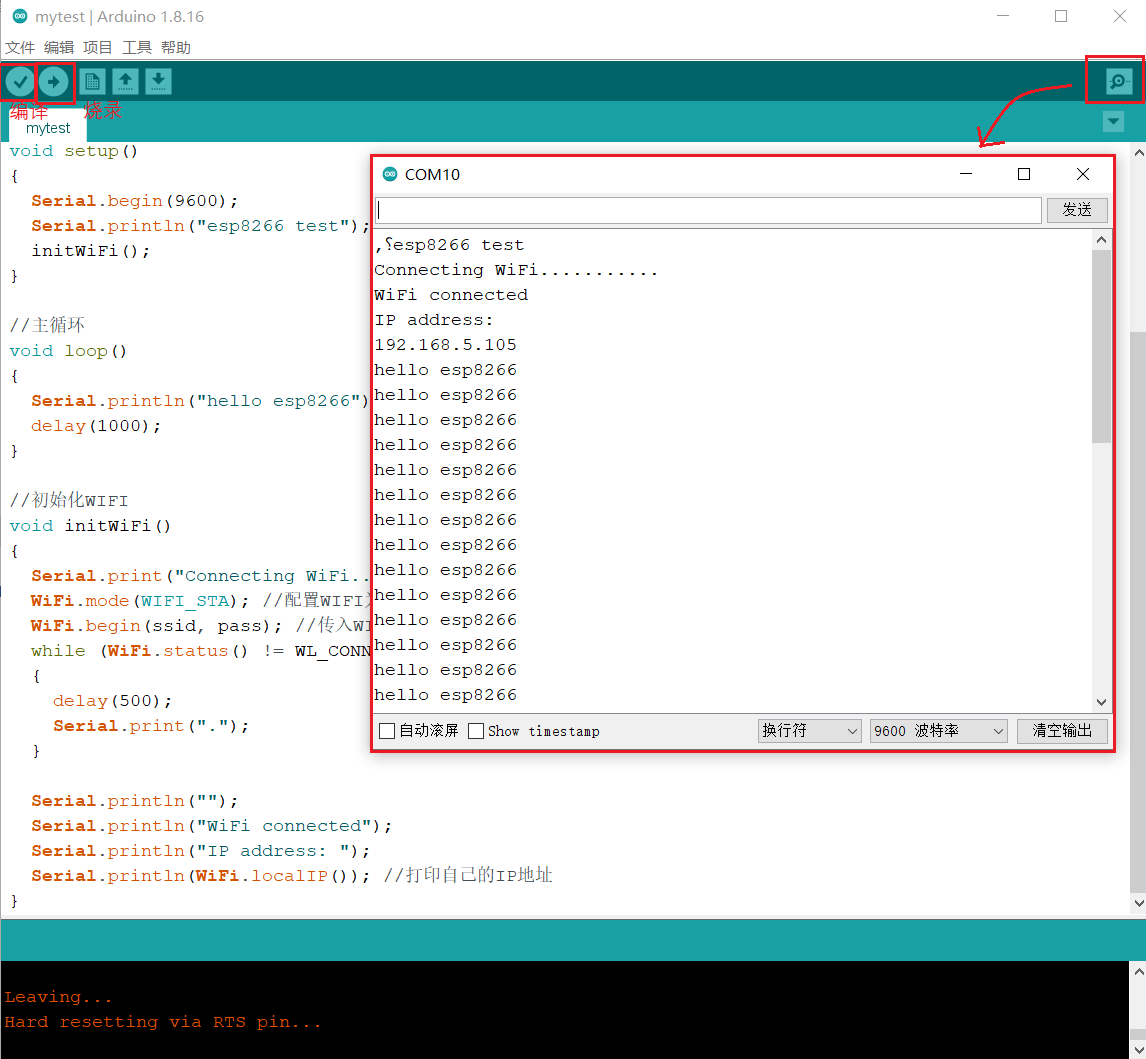 mytest | Arduino 1.8.16
文件 编辑 项目 工具 帮助
编译 烧录
mytest
void setup()
{
Serial.begin(9600);
Serial.println("esp8266 test");
initWiFi();
}
//主循环
void loop()
{
Serial.println("hello esp8266")
delay(1000);
}
//初始化WIFI
void initWiFi()
{
Serial.print("Connecting WiFi..
WiFi.mode(WIFI_STA); //配置WIFI
WiFi.begin(ssid, pass); //传入WI
while (WiFi.status() != WL_CONN
{
delay(500);
Serial.print(".");
}
Serial.println("");
Serial.println("WiFi connected");
Serial.println("IP address: ");
Serial.println(WiFi.localIP()); //打印自己的IP地址
}
COM10
发送
,⸮esp8266 test
Connecting WiFi...........
WiFi connected
IP address:
192.168.5.105
hello esp8266
hello esp8266
hello esp8266
hello esp8266
hello esp8266
hello esp8266
hello esp8266
hello esp8266
hello esp8266
hello esp8266
hello esp8266
hello esp8266
hello esp8266
hello esp8266
自动滚屏 Show timestamp 换行符 9600 波特率 清空输出
Leaving...
Hard resetting via RTS pin...